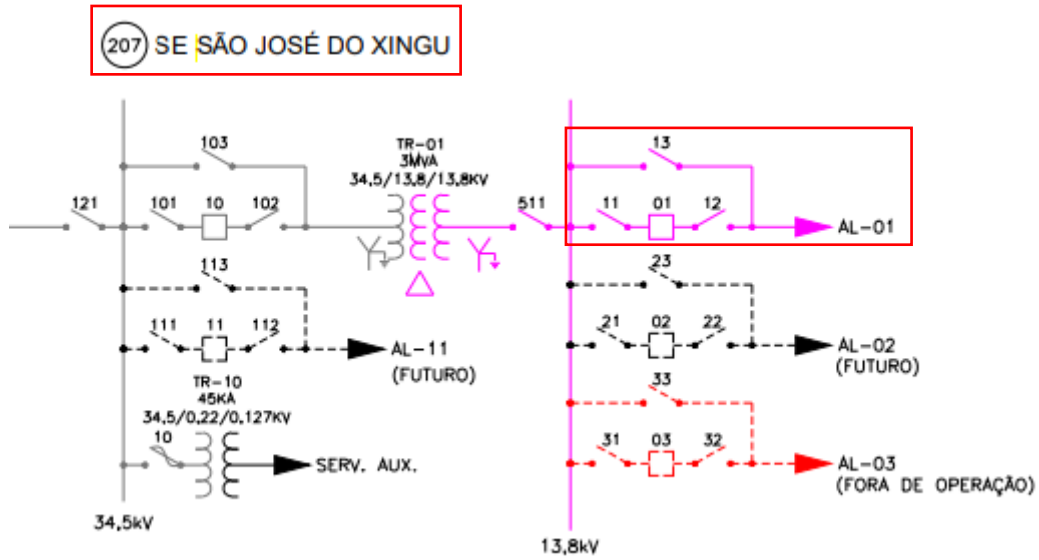 207 SE SÃO JOSÉ DO XINGU
103
TR-01
3MVA
34.5/13.8/13.8KV
13
121
101
10
102
511
11
01
12
AL-01
113
23
111
11
112
AL-11
(FUTURO)
21
02
22
AL-02
(FUTURO)
TR-10
45KA
34.5/0.22/0.127KV
33
10
SERV. AUX.
31
03
32
AL-03
(FORA DE OPERAÇÃO)
34,5kV
13,8kV